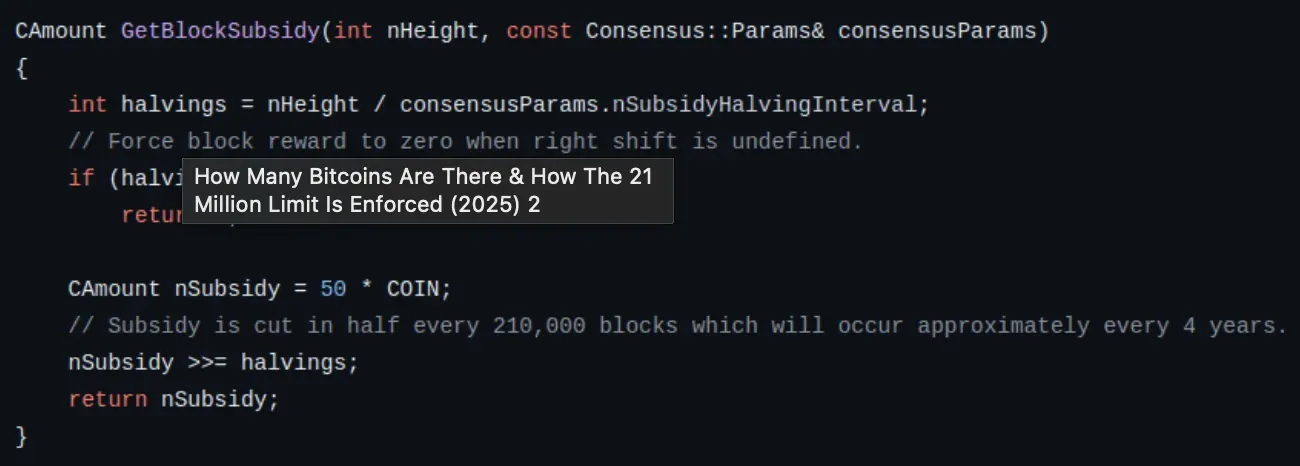 CAmount GetBlockSubsidy(int nHeight, const Consensus::Params& consensusParams)
{
int halvings = nHeight / consensusParams.nSubsidyHalvingInterval;
// Force block reward to zero when right shift is undefined.
if (halvi
How Many Bitcoins Are There & How The 21
Million Limit Is Enforced (2025) 2
retur
CAmount nSubsidy = 50 * COIN;
// Subsidy is cut in half every 210,000 blocks which will occur approximately every 4 years.
nSubsidy >>= halvings;
return nSubsidy;
}